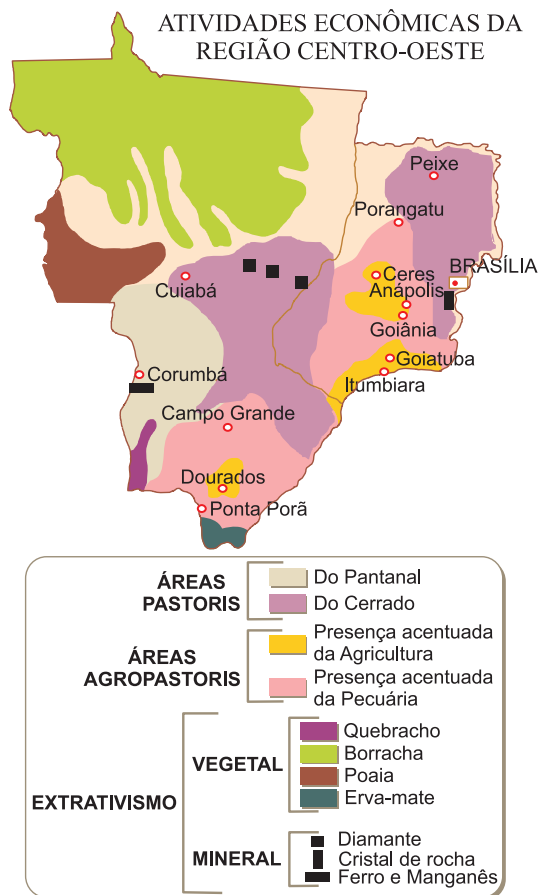 ATIVIDADES ECONÔMICAS DA
REGIÃO CENTRO-OESTE
Peixe
Porangatu
BRASÍLIA
Ceres
Cuiabá
Anápolis
Goiânia
Goiatuba
Corumbá
Itumbiara
Campo Grande
Dourados
Ponta Porã
ÁREAS
PASTORIS
Do Pantanal
Do Cerrado
ÁREAS
AGROPASTORIS
Presença acentuada
da Agricultura
Presença acentuada
da Pecuária
EXTRATIVISMO
VEGETAL
Quebracho
Borracha
Poaia
Erva-mate
MINERAL
Diamante
Cristal de rocha
Ferro e Manganês